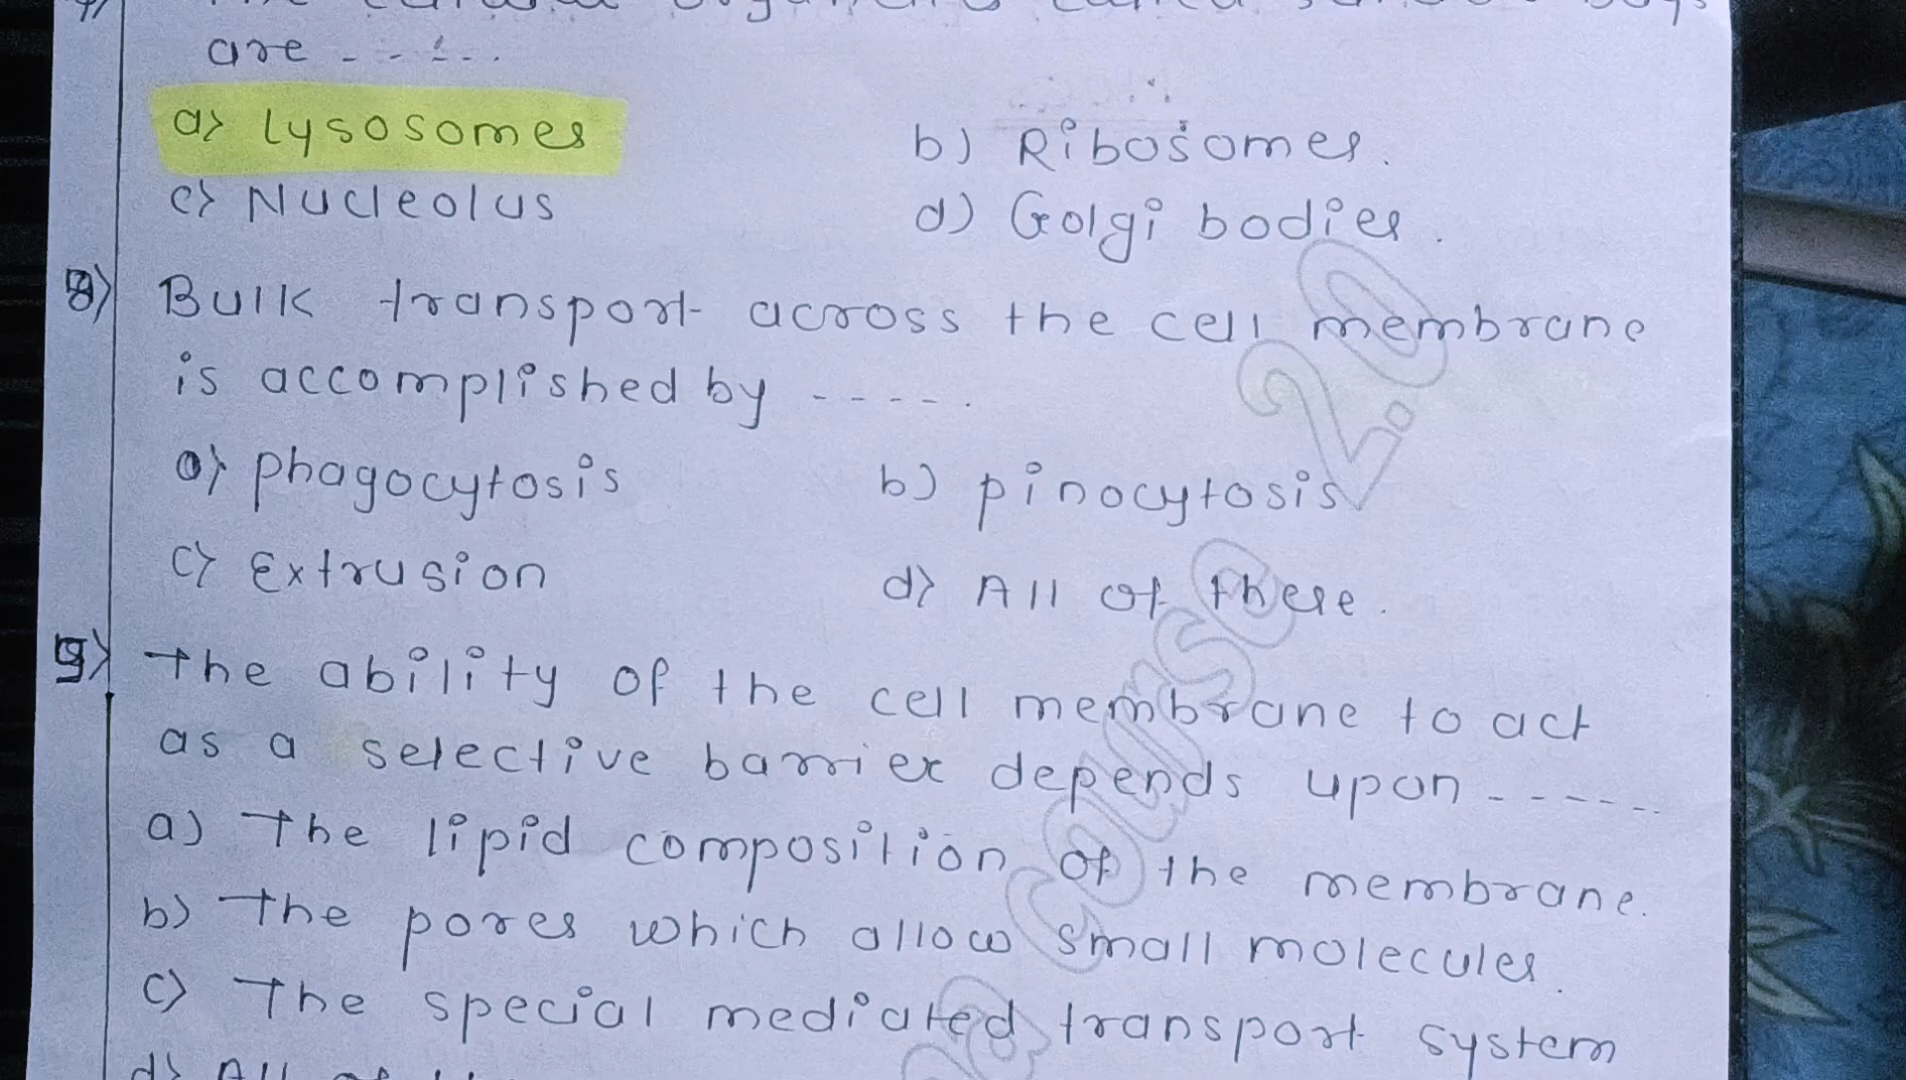 are -----.
a) Lysosomes
b) Ribosomes.
c) Nucleolus
d) Golgi bodies.
8) Bulk transport across the cell membrane
is accomplished by -----.
a) phagocytosis
b) pinocytosis
c) Extrusion
d) All of these.
9) The ability of the cell membrane to act
as a selective barrier depends upon ------
a) The lipid composition of the membrane.
b) The pores which allow small molecules.
c) The special mediated transport system
d) All of